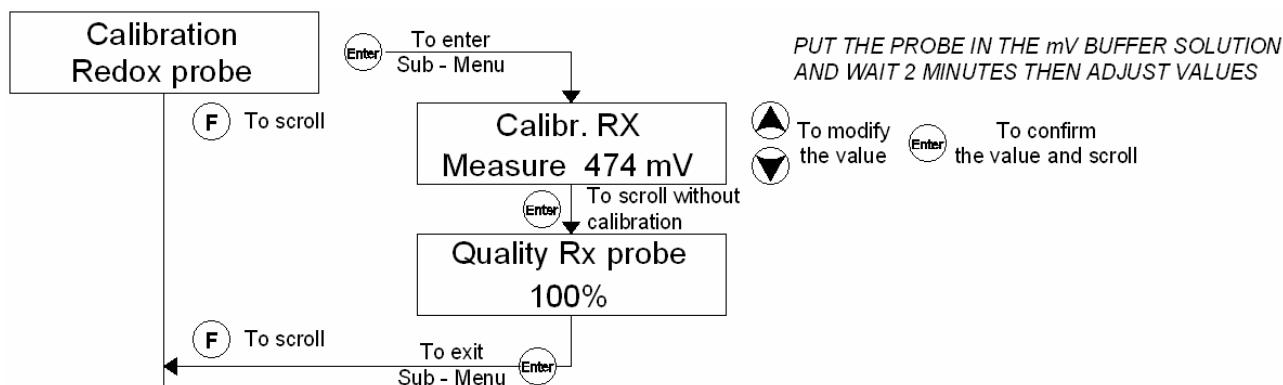 Calibration
Redox probe
Enter
To enter
Sub - Menu
PUT THE PROBE IN THE mV BUFFER SOLUTION
AND WAIT 2 MINUTES THEN ADJUST VALUES
F
To scroll
Calibr. RX
Measure 474 mV
To modify
the value
Enter
To confirm
the value and scroll
Enter
To scroll without
calibration
Quality Rx probe
100%
F
To scroll
To exit
Sub - Menu
Enter